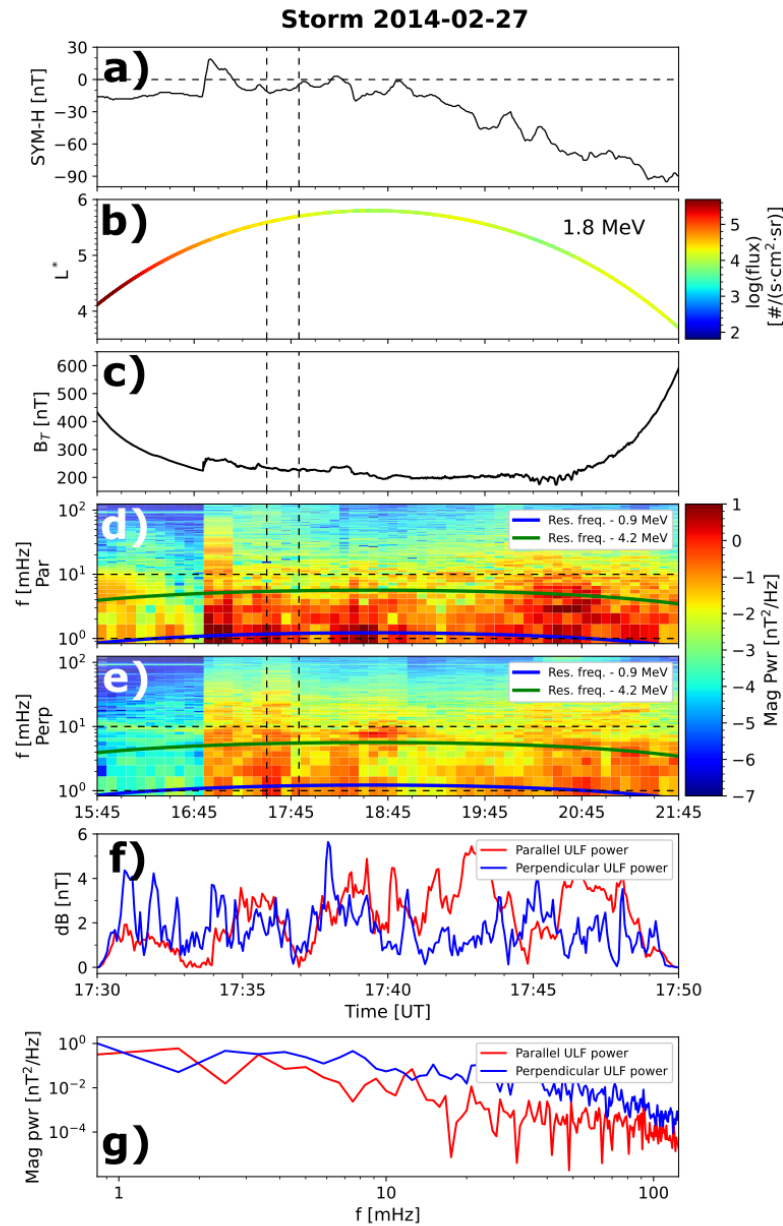 Storm 2014-02-27
a)
SYM-H [nT]
30
0
−30
−60
−90
b)
1.8 MeV
L*
6
5
4
log(flux)
[#/(s·cm²·sr)]
5
4
3
2
c)
B_T [nT]
600
500
400
300
200
d)
f [mHz]
Par
10²
10¹
10⁰
Res. freq. - 0.9 MeV
Res. freq. - 4.2 MeV
e)
f [mHz]
Perp
10²
10¹
10⁰
Res. freq. - 0.9 MeV
Res. freq. - 4.2 MeV
15:45 16:45 17:45 18:45 19:45 20:45 21:45
Mag Pwr [nT²/Hz]
1
0
−1
−2
−3
−4
−5
−6
−7
f)
dB [nT]
6
4
2
0
Parallel ULF power
Perpendicular ULF power
17:30 17:35 17:40 17:45 17:50
Time [UT]
g)
Mag pwr [nT²/Hz]
10⁰
10⁻²
10⁻⁴
Parallel ULF power
Perpendicular ULF power
1 10 100
f [mHz]